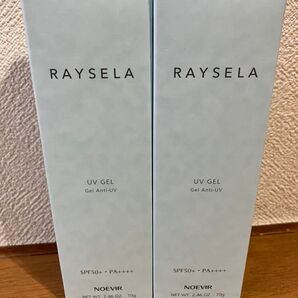 RAYSELA
UV GEL
Gel Anti-UV
SPF50+・PA++++
NOEVIR
NET WT. 2.46 OZ. 70g
RAYSELA
UV GEL
Gel Anti-UV
SPF50+・PA++++
NOEVIR
NET WT. 2.46 OZ. 70g